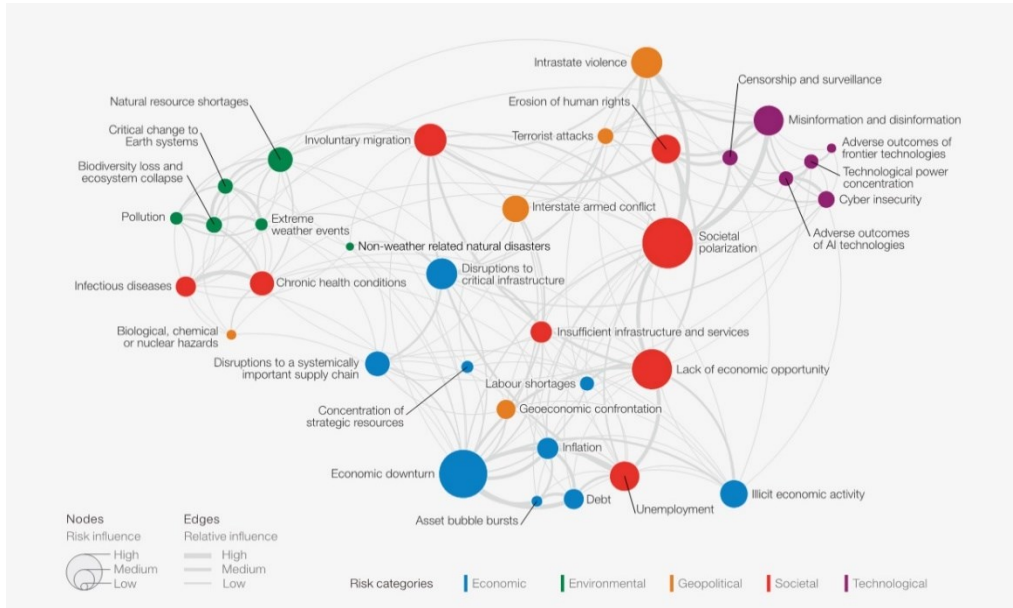 Intrastate violence
Censorship and surveillance
Natural resource shortages
Erosion of human rights
Misinformation and disinformation
Critical change to
Earth systems
Involuntary migration
Terrorist attacks
Adverse outcomes of
frontier technologies
Biodiversity loss and
ecosystem collapse
Technological power
concentration
Cyber insecurity
Pollution
Extreme
weather events
Interstate armed conflict
Adverse outcomes
of AI technologies
Societal
polarization
Non-weather related natural disasters
Disruptions to
critical infrastructure
Infectious diseases
Chronic health conditions
Biological, chemical
or nuclear hazards
Insufficient infrastructure and services
Disruptions to a systemically
important supply chain
Lack of economic opportunity
Labour shortages
Concentration of
strategic resources
Geoeconomic confrontation
Inflation
Economic downturn
Illicit economic activity
Debt
Unemployment
Asset bubble bursts
Nodes
Risk influence
High
Medium
Low
Edges
Relative influence
High
Medium
Low
Risk categories
Economic
Environmental
Geopolitical
Societal
Technological